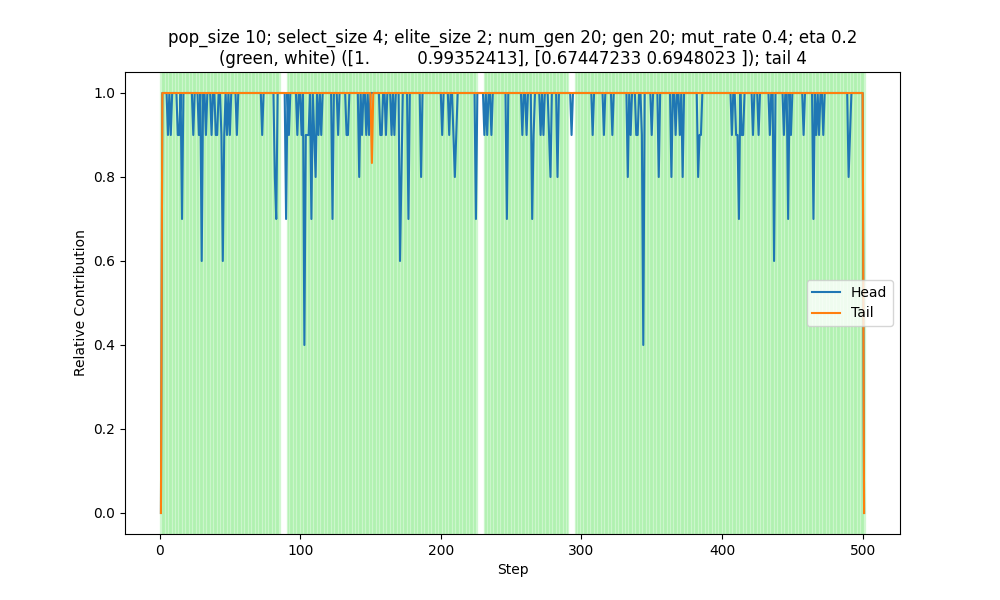 pop_size 10; select_size 4; elite_size 2; num_gen 20; gen 20; mut_rate 0.4; eta 0.2
(green, white) ([1.         0.99352413], [0.67447233 0.6948023 ]); tail 4
1.0
0.8
0.6
0.4
0.2
0.0
Relative Contribution
Head
Tail
0
100
200
300
400
500
Step